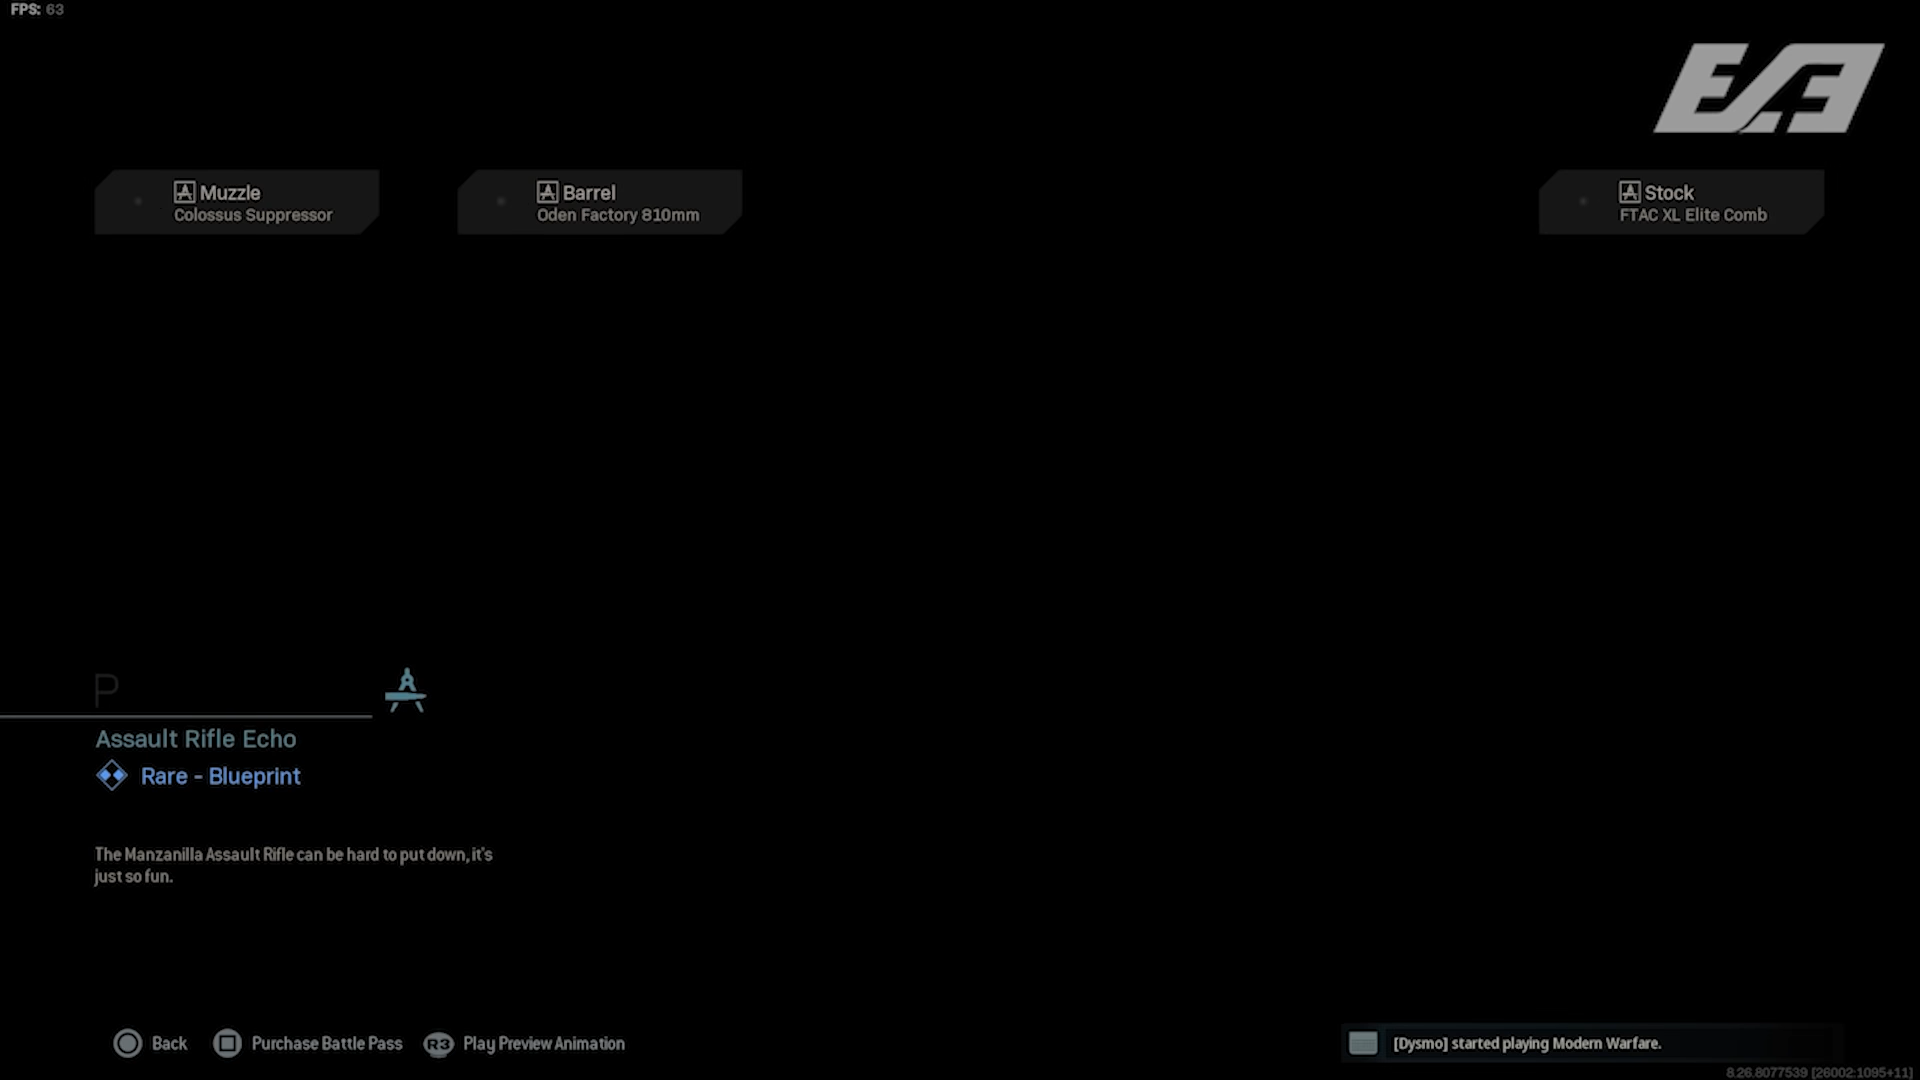 FPS: 63
Muzzle
Colossus Suppressor
Barrel
Oden Factory 810mm
Stock
FTAC XL Elite Comb
P
Assault Rifle Echo
Rare - Blueprint
The Manzanilla Assault Rifle can be hard to put down, it's
just so fun.
Back
Purchase Battle Pass
R3 Play Preview Animation
[Dysmo] started playing Modern Warfare.
8.26.8077539 [26002:1095+11]